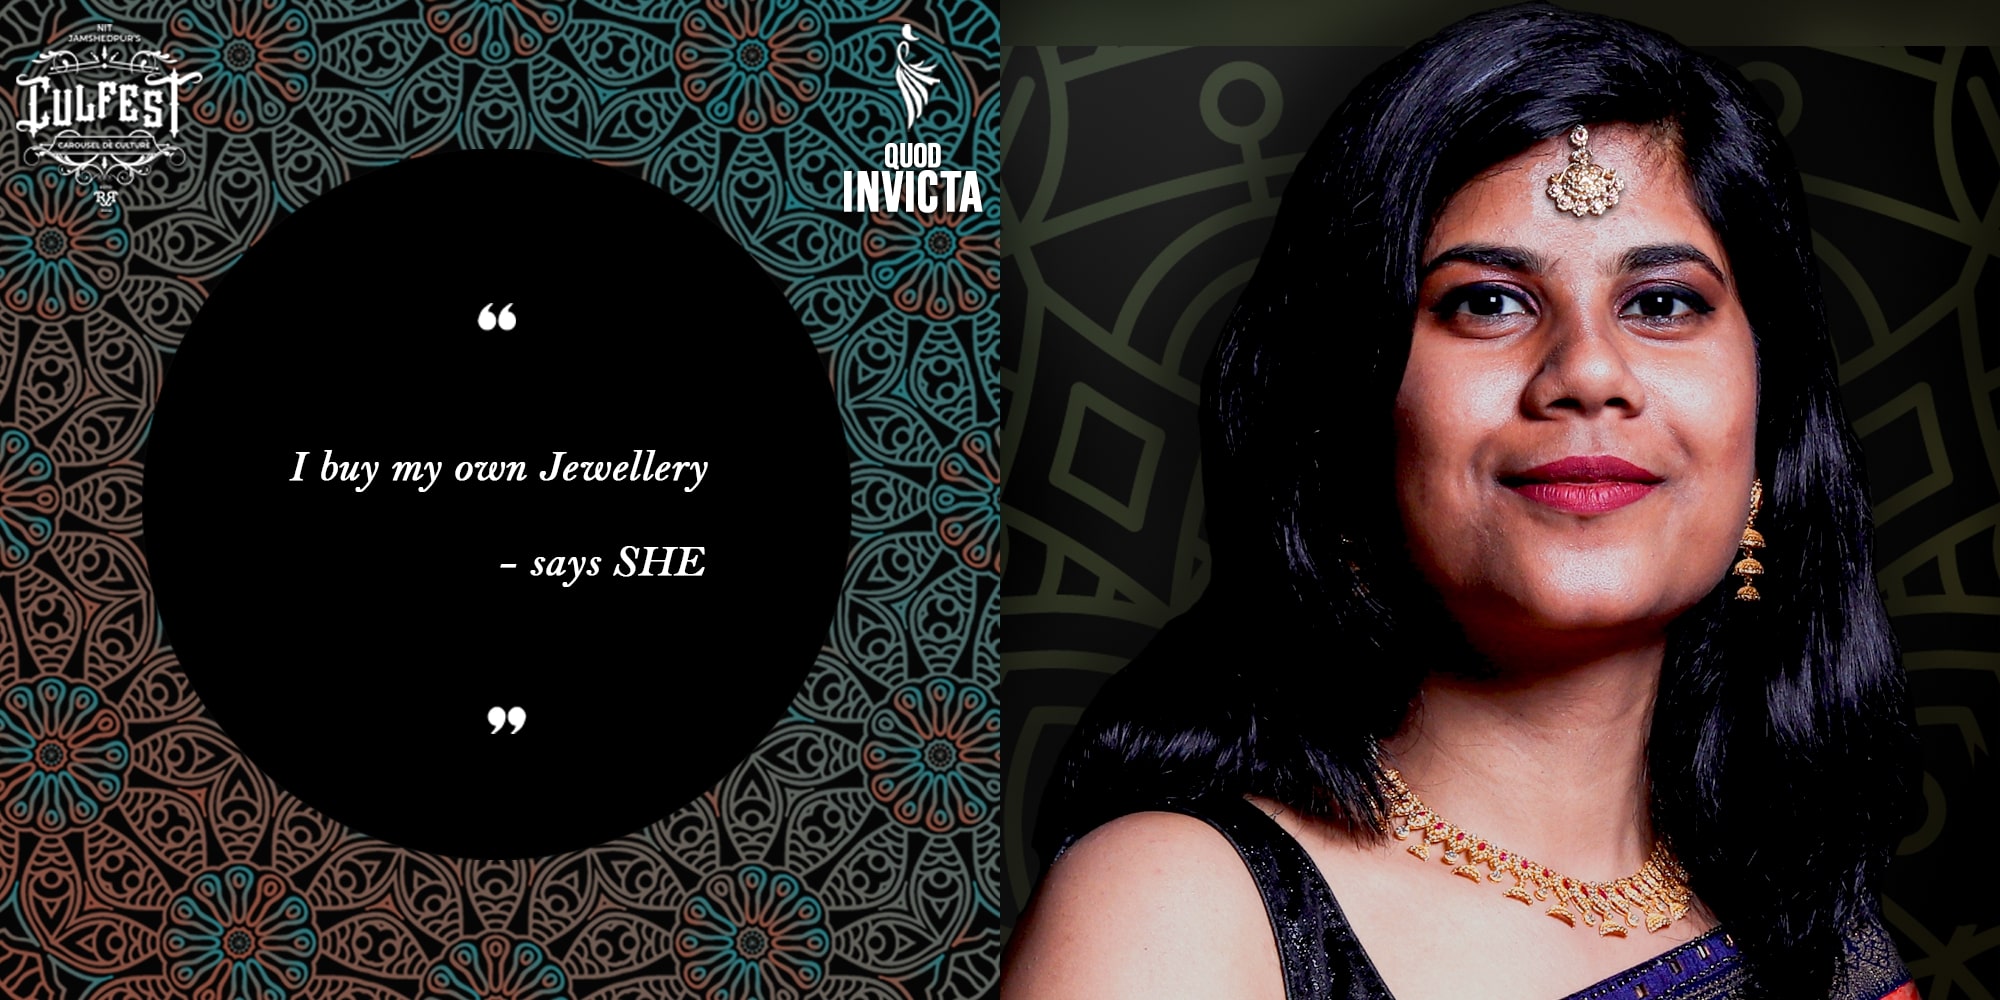 NIT
JAMSHEDPUR'S
CULFEST
CAROUSEL DE CULTURE
QUOD
INVICTA
“
I buy my own Jewellery
- says SHE
”